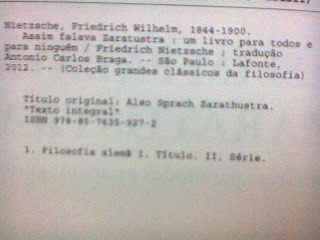 Nietzsche, Friedrich Wilhelm, 1844-1900.
Assim falava Zaratustra : um livro para todos e
para ninguém / Friedrich Nietzsche ; tradução
Antonio Carlos Braga. -- São Paulo : Lafonte,
2012. -- (Coleção grandes clássicos da filosofia)
Título original: Also Sprach Zarathustra.
"Texto integral"
ISBN 978-85-7635-927-2
1. Filosofia alemã I. Título. II. Série.